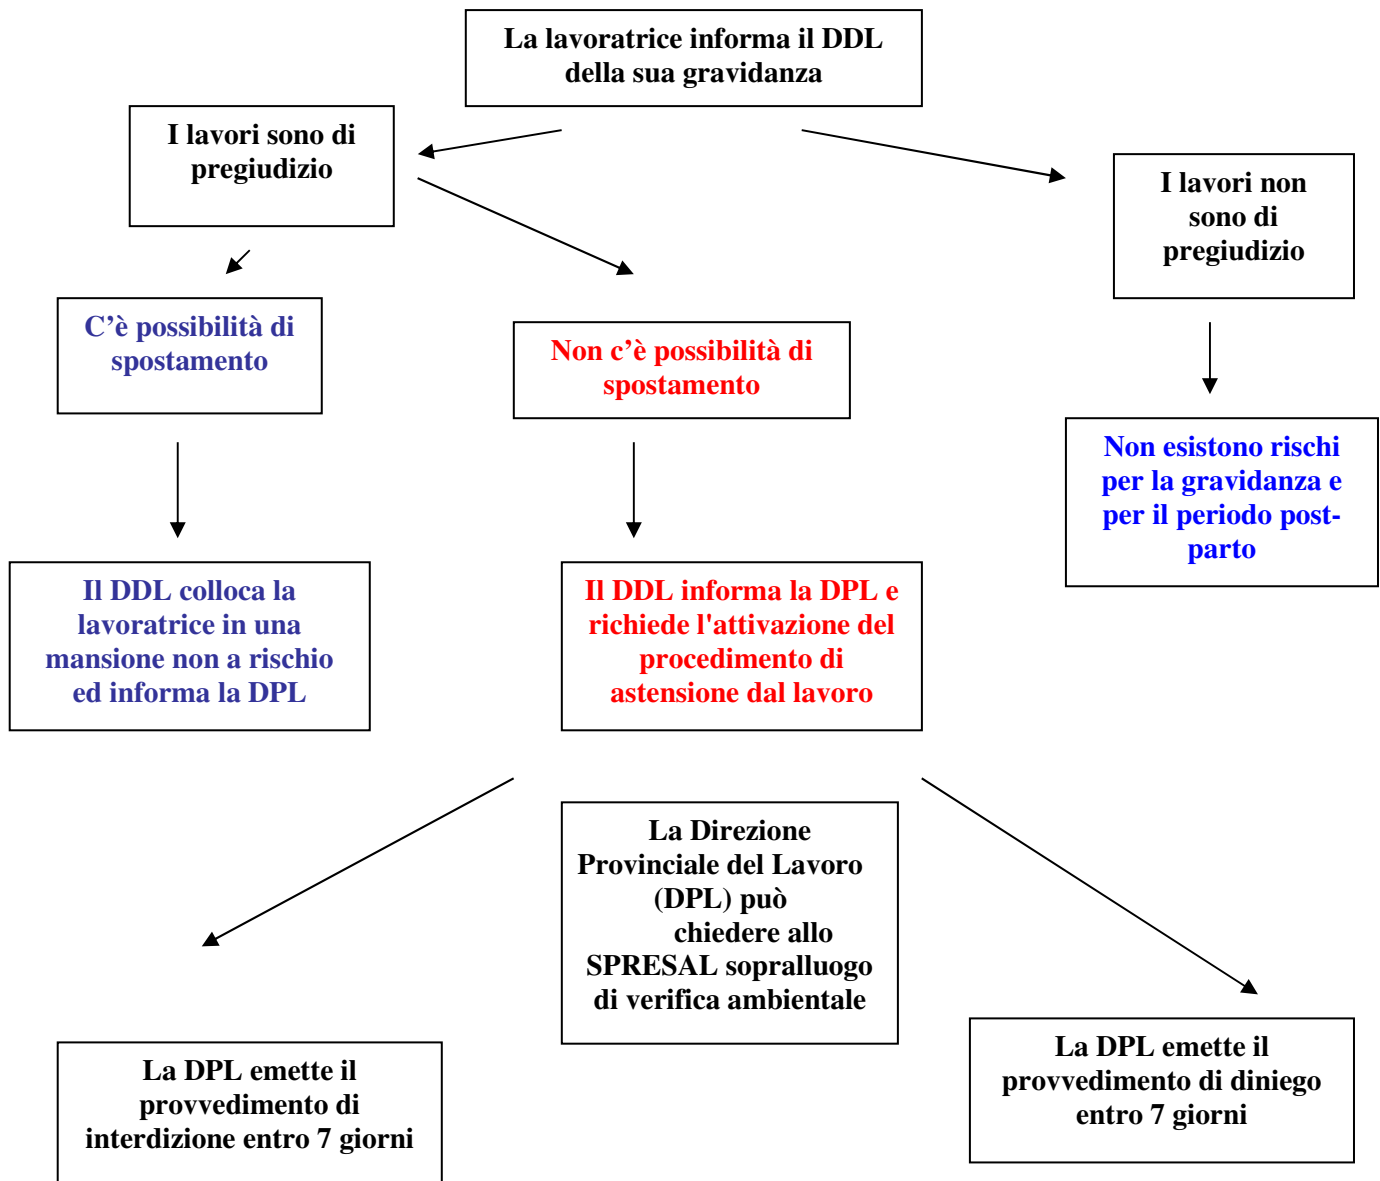 La lavoratrice informa il DDL
della sua gravidanza
I lavori sono di
pregiudizio
I lavori non
sono di
pregiudizio
C’è possibilità di
spostamento
Non c’è possibilità di
spostamento
Non esistono rischi
per la gravidanza e
per il periodo post-
parto
Il DDL colloca la
lavoratrice in una
mansione non a rischio
ed informa la DPL
Il DDL informa la DPL e
richiede l'attivazione del
procedimento di
astensione dal lavoro
La Direzione
Provinciale del Lavoro
(DPL) può
chiedere allo
SPRESAL sopralluogo
di verifica ambientale
La DPL emette il
provvedimento di
interdizione entro 7 giorni
La DPL emette il
provvedimento di diniego
entro 7 giorni